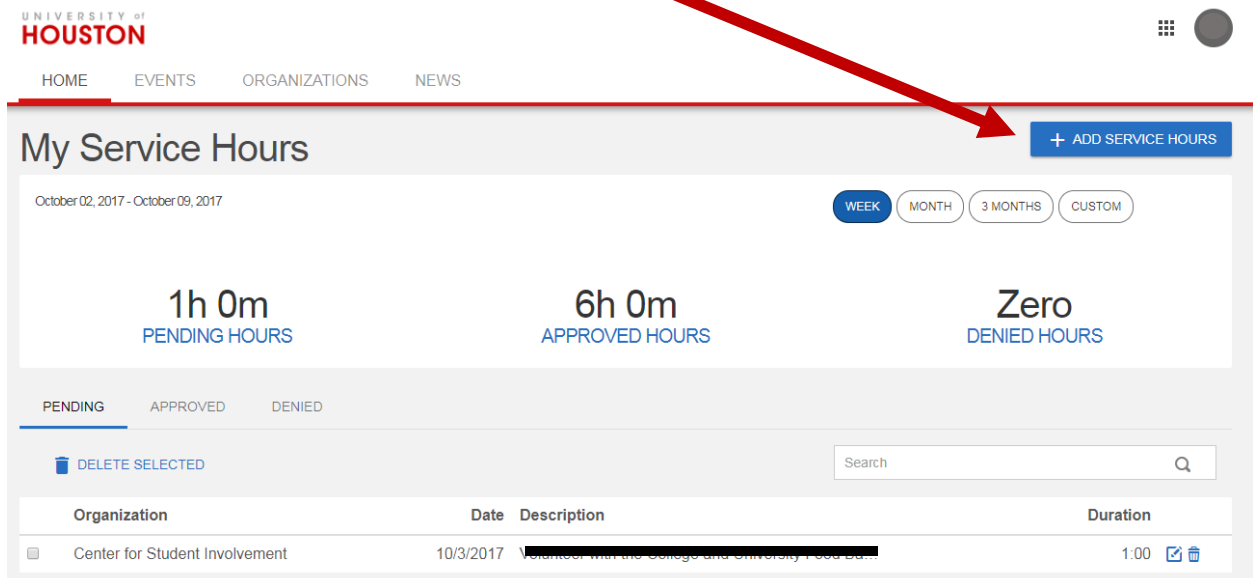 UNIVERSITY of
HOUSTON
HOME EVENTS ORGANIZATIONS NEWS
My Service Hours
+ ADD SERVICE HOURS
October 02, 2017 - October 09, 2017
WEEK MONTH 3 MONTHS CUSTOM
1h 0m 6h 0m Zero
PENDING HOURS APPROVED HOURS DENIED HOURS
PENDING APPROVED DENIED
DELETE SELECTED Search
Organization Date Description Duration
Center for Student Involvement 10/3/2017 1:00